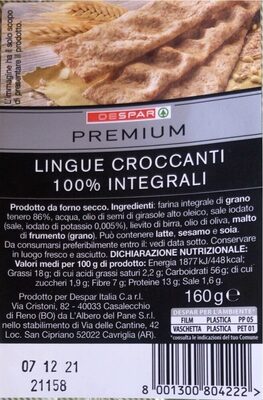 L'immagine ha il solo scopo
di presentare il prodotto.
DESPAR
PREMIUM
LINGUE CROCCANTI
100% INTEGRALI
Prodotto da forno secco. Ingredienti: farina integrale di grano
tenero 86%, acqua, olio di semi di girasole alto oleico, sale iodato
(sale, iodato di potassio 0,005%), lievito di birra, olio di oliva, malto
di frumento (grano). Può contenere latte, sesamo e soia.
Da consumarsi preferibilmente entro il: vedi data sotto. Conservare
in luogo fresco e asciutto. DICHIARAZIONE NUTRIZIONALE:
Valori medi per 100 g di prodotto: Energia 1877 kJ/448 kcal;
Grassi 18 g; di cui acidi grassi saturi 2,2 g; Carboidrati 56 g; di cui
zuccheri 1,9 g; Fibre 7 g; Proteine 13 g; Sale 1,6 g.
Prodotto per Despar Italia C.a r.l.
Via Cristoni, 82 - 40033 Casalecchio
di Reno (BO) da L'Albero del Pane S.r.l.
nello stabilimento di Via delle Cantine, 42
Loc. San Cipriano 52022 Cavriglia (AR).
160 g e
DESPAR PER L'AMBIENTE*
FILM PLASTICA PP 05
VASCHETTA PLASTICA PET 01
*consulta le indicazioni del tuo Comune
07 12 21
21158
8 001300 804222 >